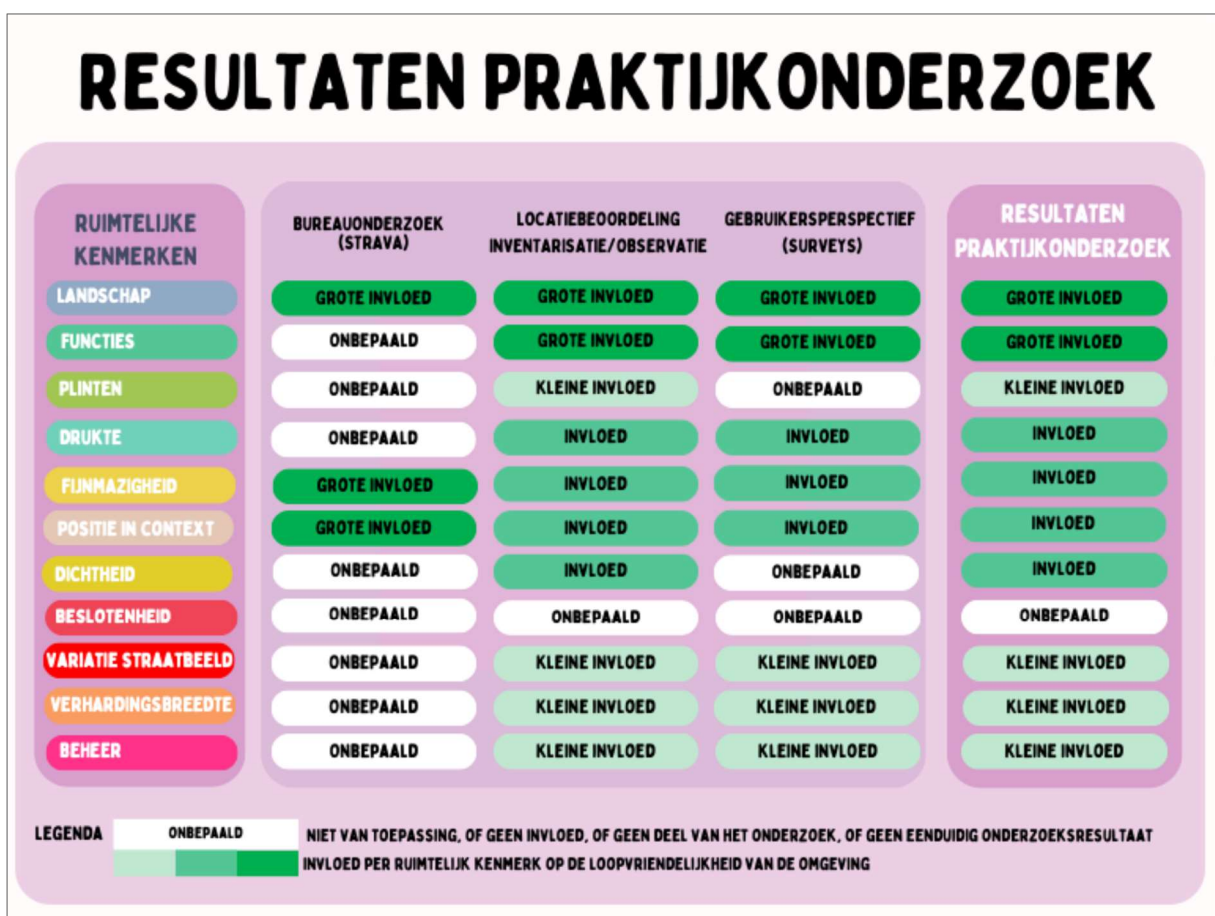 RESULTATEN PRAKTIJKONDERZOEK
RUIMTELIJKE
KENMERKEN
BUREAUONDERZOEK
(STRAVA)
LOCATIEBEOORDELING
INVENTARISATIE/OBSERVATIE
GEBRUIKERSPERSPECTIEF
(SURVEYS)
RESULTATEN
PRAKTIJKONDERZOEK
LANDSCHAP GROTE INVLOED GROTE INVLOED GROTE INVLOED GROTE INVLOED
FUNCTIES ONBEPAALD GROTE INVLOED GROTE INVLOED GROTE INVLOED
PLINTEN ONBEPAALD KLEINE INVLOED ONBEPAALD KLEINE INVLOED
DRUKTE ONBEPAALD INVLOED INVLOED INVLOED
FIJNMAZIGHEID GROTE INVLOED INVLOED INVLOED INVLOED
POSITIE IN CONTEXT GROTE INVLOED INVLOED INVLOED INVLOED
DICHTHEID ONBEPAALD INVLOED ONBEPAALD INVLOED
BESLOTENHEID ONBEPAALD ONBEPAALD ONBEPAALD ONBEPAALD
VARIATIE STRAATBEELD ONBEPAALD KLEINE INVLOED KLEINE INVLOED KLEINE INVLOED
VERHARDINGSBREEDTE ONBEPAALD KLEINE INVLOED KLEINE INVLOED KLEINE INVLOED
BEHEER ONBEPAALD KLEINE INVLOED KLEINE INVLOED KLEINE INVLOED
LEGENDA ONBEPAALD NIET VAN TOEPASSING, OF GEEN INVLOED, OF GEEN DEEL VAN HET ONDERZOEK, OF GEEN EENDUIDIG ONDERZOEKSRESULTAAT
INVLOED PER RUIMTELIJK KENMERK OP DE LOOPVRIENDELIJKHEID VAN DE OMGEVING